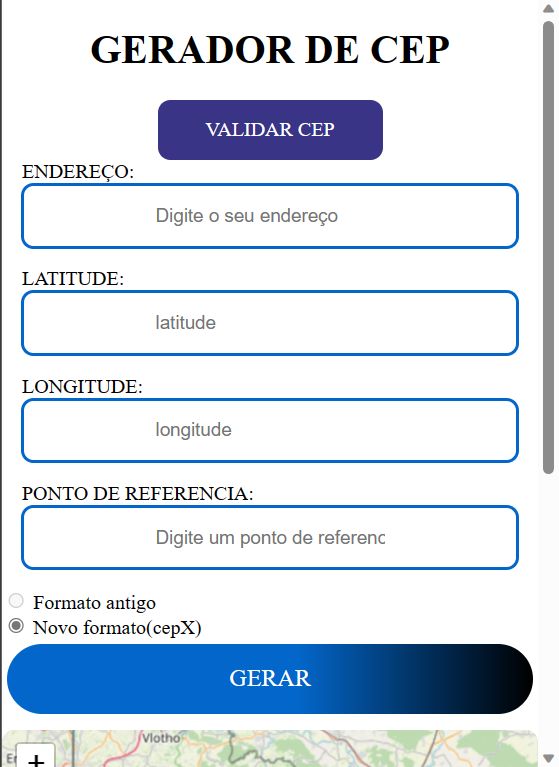 GERADOR DE CEP
VALIDAR CEP
ENDEREÇO:
Digite o seu endereço
LATITUDE:
latitude
LONGITUDE:
longitude
PONTO DE REFERENCIA:
Digite um ponto de referenc
Formato antigo
Novo formato(cepX)
GERAR
Vlotho
+